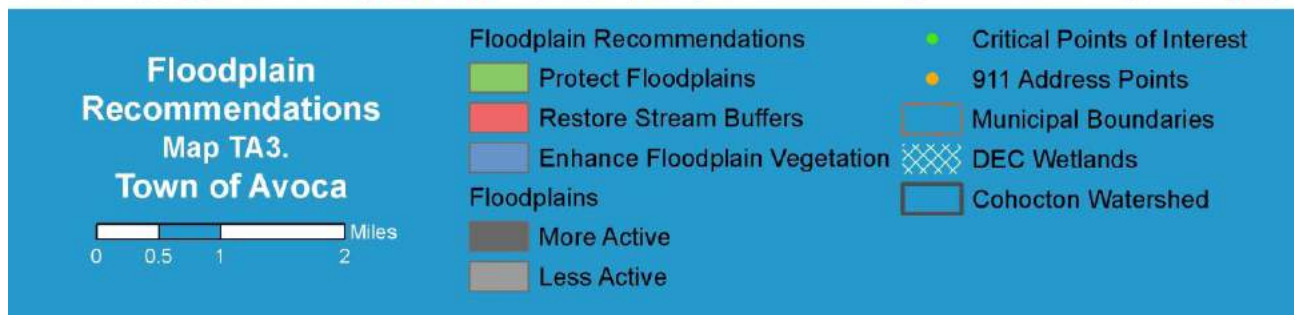 Floodplain
Recommendations
Map TA3.
Town of Avoca
Miles
0 0.5 1 2
Floodplain Recommendations
Protect Floodplains
Restore Stream Buffers
Enhance Floodplain Vegetation
Floodplains
More Active
Less Active
Critical Points of Interest
911 Address Points
Municipal Boundaries
DEC Wetlands
Cohocton Watershed